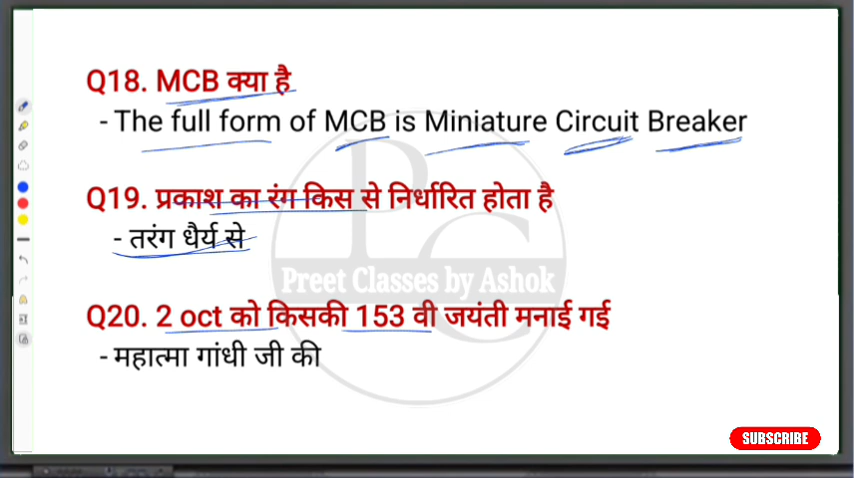 Q18. MCB क्या है
- The full form of MCB is Miniature Circuit Breaker
Q19. प्रकाश का रंग किस से निर्धारित होता है
- तरंग धैर्य से
Preet Classes by Ashok
Q20. 2 oct को किसकी 153 वी जयंती मनाई गई
- महात्मा गांधी जी की
SUBSCRIBE